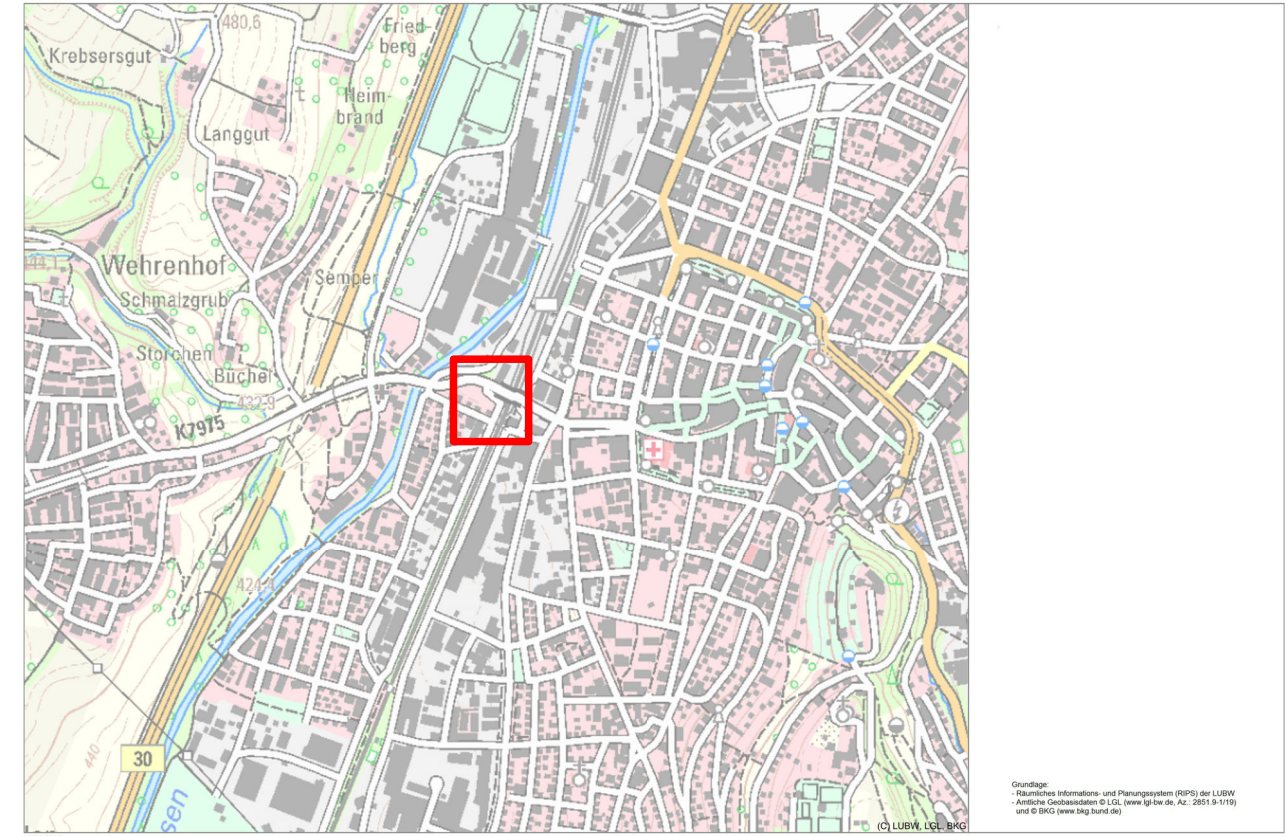 480,6
Fried-
berg
Krebsersgut
Heim-
brand
Langgut
Wehrenhof
Semper
Schmalzgrub
Storchen
Bücher
432,9
K7975
424,4
440
30
sen
(C) LUBW, LGL, BKG
Grundlage:
- Räumliches Informations- und Planungssystem (RIPS) der LUBW
- Amtliche Geobasisdaten © LGL (www.lgl-bw.de, Az.: 2851.9-1/19)
und © BKG (www.bkg.bund.de)